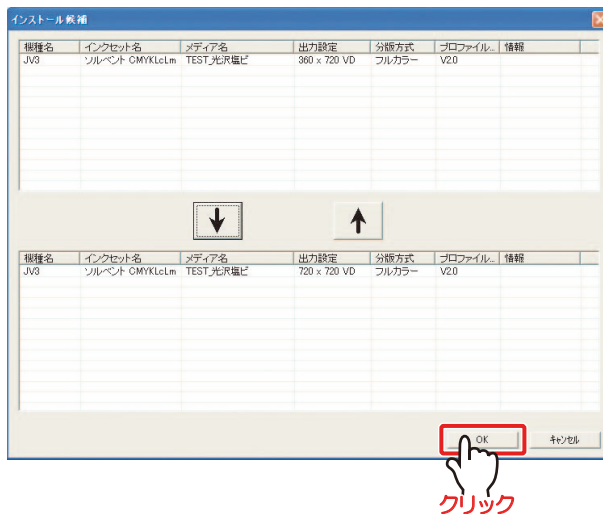 インストール候補
機種名 インクセット名 メディア名 出力設定 分版方式 プロファイル... 情報
JV3 ソルベント CMYKLcLm TEST_光沢塩ビ 360 x 720 VD フルカラー V2.0
機種名 インクセット名 メディア名 出力設定 分版方式 プロファイル... 情報
JV3 ソルベント CMYKLcLm TEST_光沢塩ビ 720 x 720 VD フルカラー V2.0
OK キャンセル
クリック